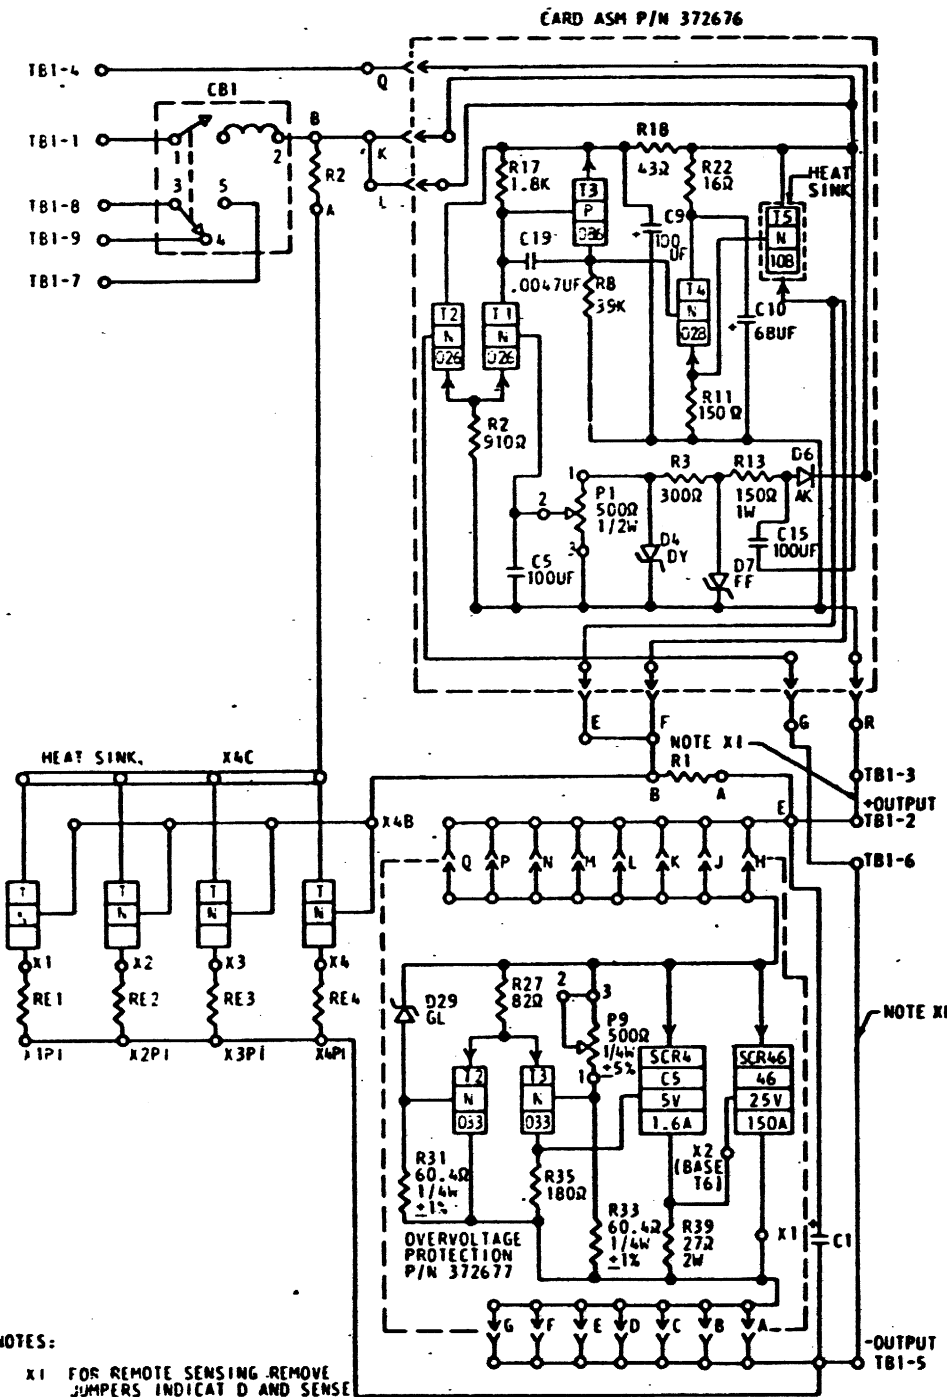 CARD ASM P/N 372676
TB1-4
Q
CB1
B
TB1-1
1
2
K
R2
L
3
5
TB1-8
A
TB1-9
4
TB1-7
R17
1.8K
T3
P
086
R18
43Ω
R22
16Ω
HEAT
SINK
T5
N
108
C9
100
UF
C19
.0047UF
R8
39K
T4
N
028
C10
68UF
T2
N
026
T1
N
026
R11
150Ω
R2
910Ω
1
P1
500Ω
1/2W
2
3
R3
300Ω
R13
150Ω
1W
D6
AK
C15
100UF
D4
DY
D7
FF
C5
100UF
E
F
G
R
NOTE X1
HEAT SINK.
X4C
R1
B
A
TB1-3
+OUTPUT
E
TB1-2
X4B
TB1-6
Q
P
N
M
L
K
J
H
T
T
N
T
N
T
N
X1
X2
X3
X4
RE1
RE2
RE3
RE4
X1P1
X2P1
X3P1
X4P1
D29
GL
R27
82Ω
2
3
P9
500Ω
1/4W
±5%
1
NOTE X1
T2
N
033
T3
N
033
SCR4
C5
5V
1.6A
SCR46
46
25V
150A
R31
60.4Ω
1/4W
±1%
R35
180Ω
X2
(BASE
T6)
R33
60.4Ω
1/4W
±1%
R39
27Ω
2W
X1
C1
OVERVOLTAGE
PROTECTION
P/N 372677
G
F
E
D
C
B
A
-OUTPUT
TB1-5
NOTES:
X1 FOR REMOTE SENSING REMOVE
JUMPERS INDICAT D AND SENSE